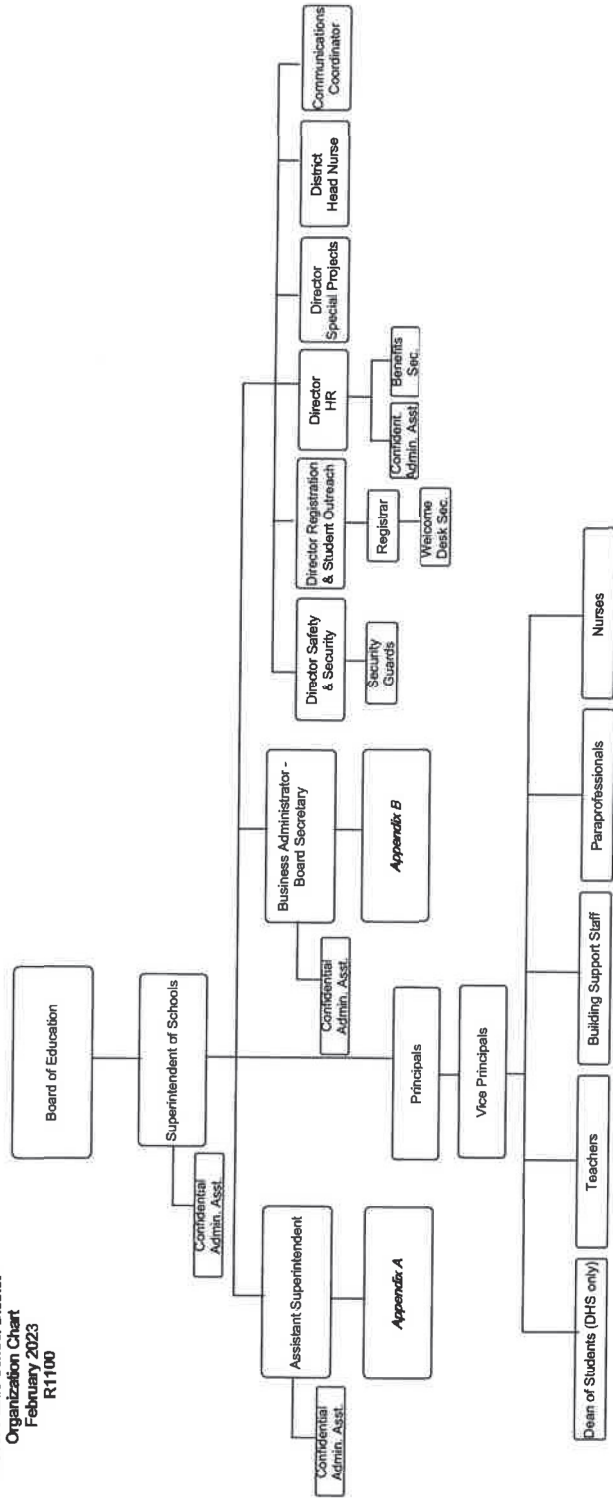 Organization Chart
February 2023
R1100
Board of Education
Superintendent of Schools
Confidential
Admin. Asst.
Assistant Superintendent
Confidential
Admin. Asst.
Appendix A
Principals
Vice Principals
Business Administrator -
Board Secretary
Confidential
Admin. Asst.
Appendix B
Director Safety
& Security
Security
Guards
Director Registration
& Student Outreach
Registrar
Welcome
Desk Sec.
Director
HR
Confident.
Admin. Asst
Benefits
Sec.
Director
Special Projects
District
Head Nurse
Communications
Coordinator
Dean of Students (DHS only)
Teachers
Building Support Staff
Paraprofessionals
Nurses